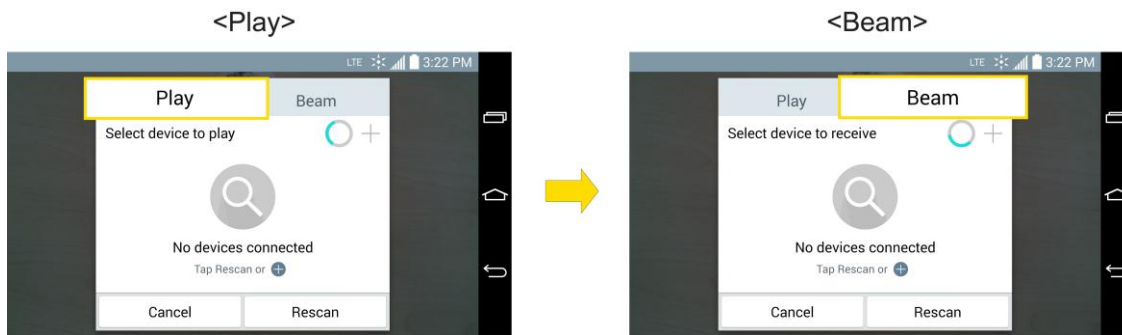 <Play>
LTE 3:22 PM
Play Beam
Select device to play
No devices connected
Tap Rescan or
Cancel Rescan
<Beam>
LTE 3:22 PM
Play Beam
Select device to receive
No devices connected
Tap Rescan or
Cancel Rescan